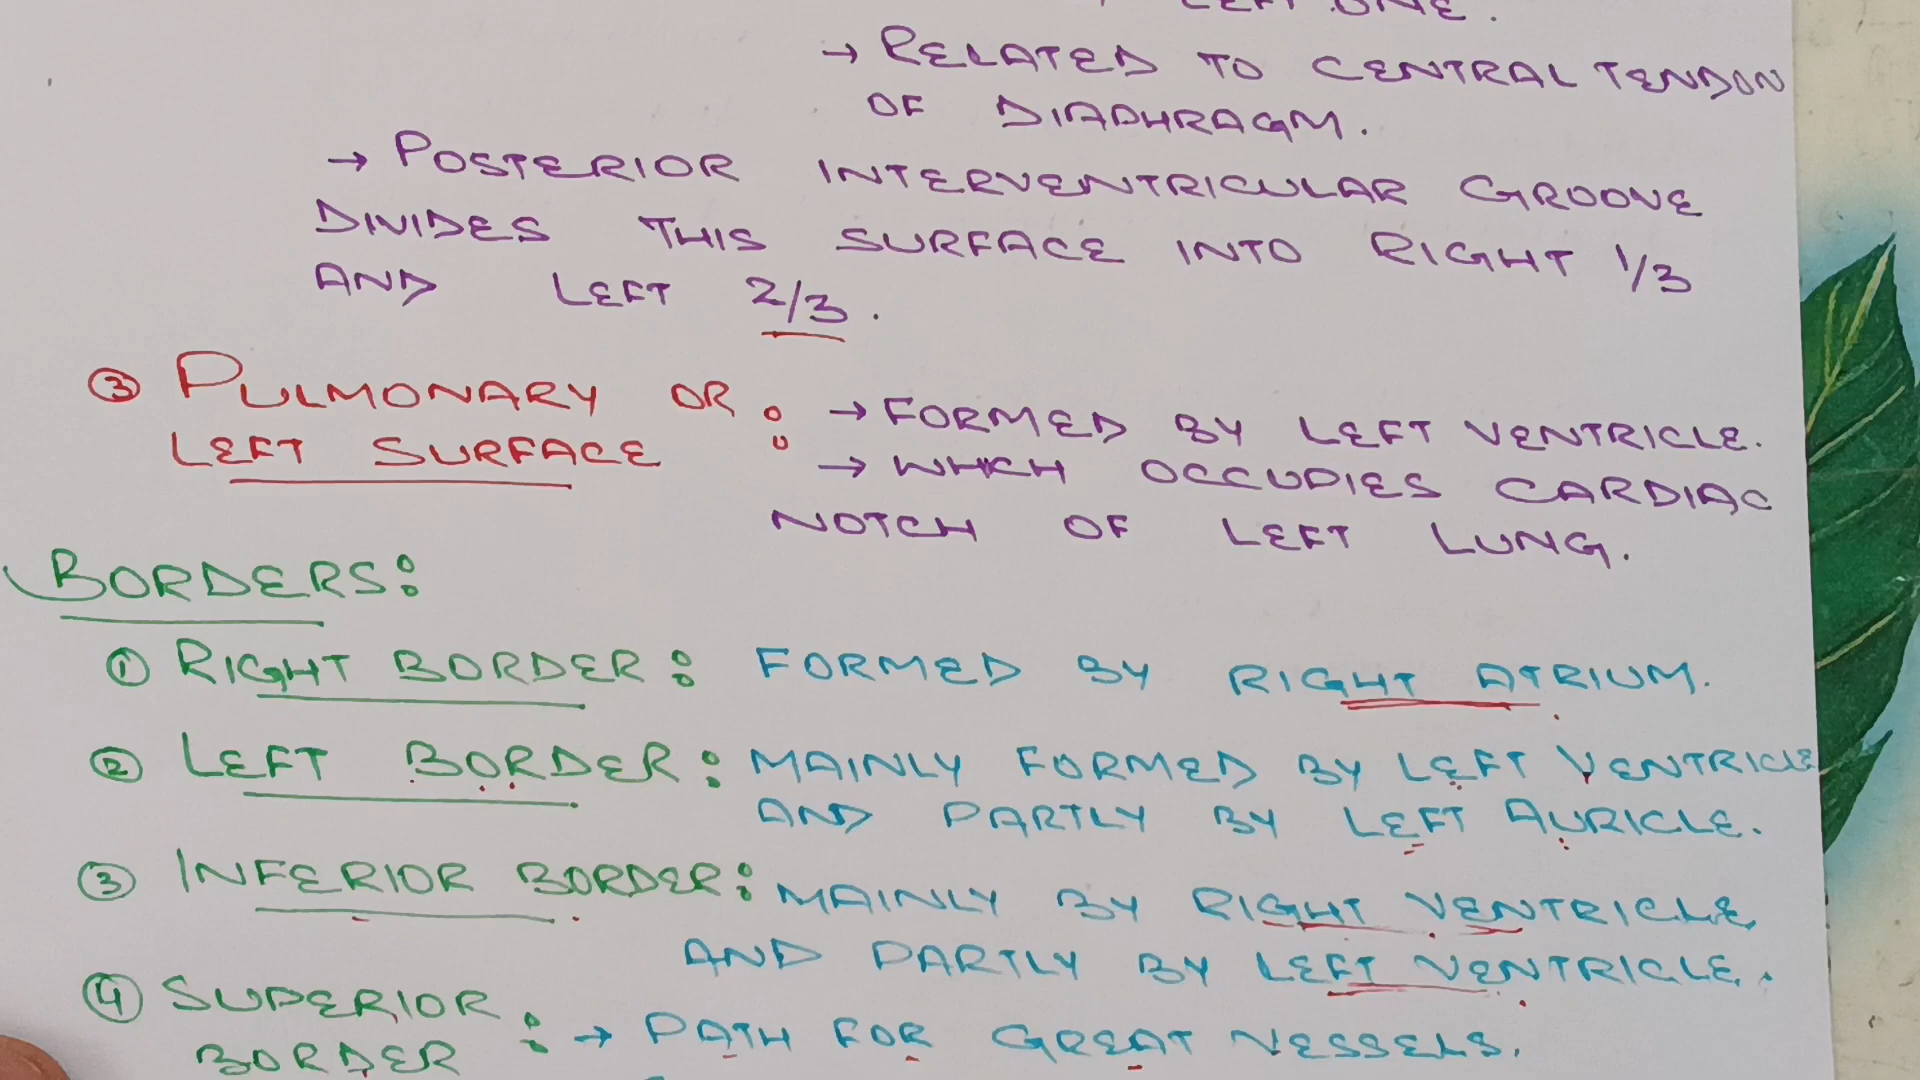 LEFT ONE.
→ RELATED TO CENTRAL TENDON
OF DIAPHRAGM.
→ POSTERIOR INTERVENTRICULAR GROOVE
DIVIDES THIS SURFACE INTO RIGHT 1/3
AND LEFT 2/3.
③ PULMONARY OR : → FORMED BY LEFT VENTRICLE.
LEFT SURFACE → WHICH OCCUPIES CARDIAC
NOTCH OF LEFT LUNG.
BORDERS:
① RIGHT BORDER: FORMED BY RIGHT ATRIUM.
② LEFT BORDER: MAINLY FORMED BY LEFT VENTRICLE
AND PARTLY BY LEFT AURICLE.
③ INFERIOR BORDER: MAINLY BY RIGHT VENTRICLE
AND PARTLY BY LEFT VENTRICLE.
④ SUPERIOR : → PATH FOR GREAT VESSELS.
BORDER